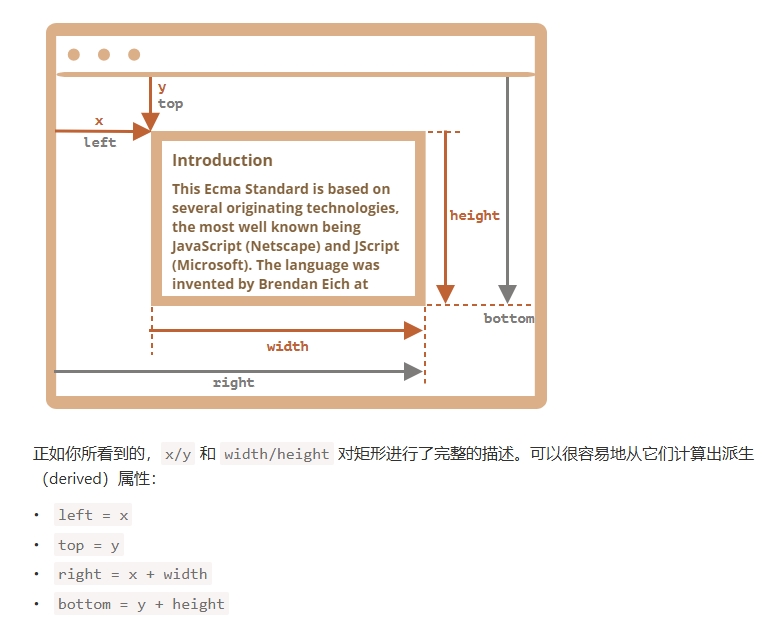 y
top
x
left
Introduction
This Ecma Standard is based on
several originating technologies,
the most well known being
JavaScript (Netscape) and JScript
(Microsoft). The language was
invented by Brendan Eich at
height
bottom
width
right
正如你所看到的，x/y 和 width/height 对矩形进行了完整的描述。可以很容易地从它们计算出派生
（derived）属性：
• left = x
• top = y
• right = x + width
• bottom = y + height